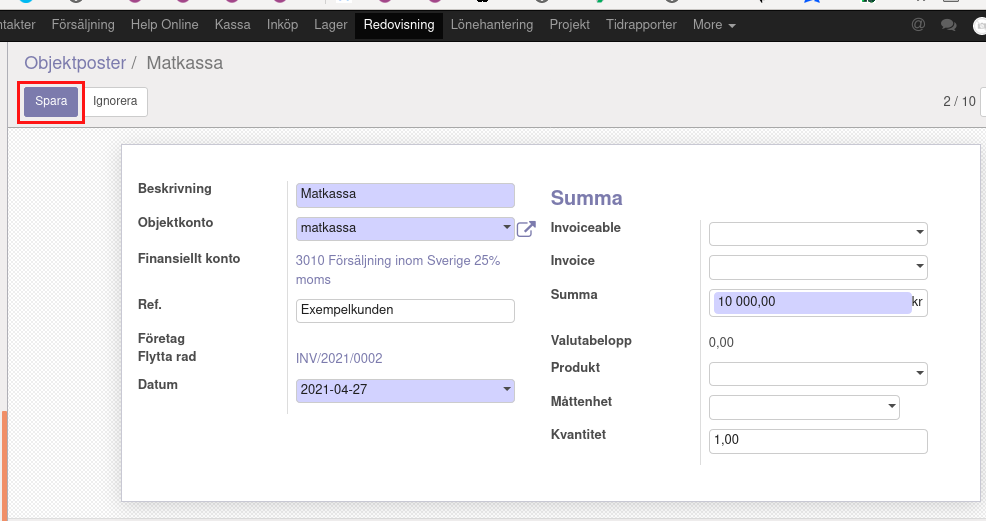 ntakter Försäljning Help Online Kassa Inköp Lager Redovisning Lönehantering Projekt Tidrapporter More @
Objektposter / Matkassa
Spara Ignorera 2 / 10
Beskrivning Matkassa
Summa
Objektkonto matkassa
Invoiceable
Finansiellt konto 3010 Försäljning inom Sverige 25%
moms
Invoice
Summa 10 000,00 kr
Ref. Exempelkunden
Företag
Valutabelopp 0,00
Flytta rad INV/2021/0002
Produkt
Datum 2021-04-27
Måttenhet
Kvantitet 1,00